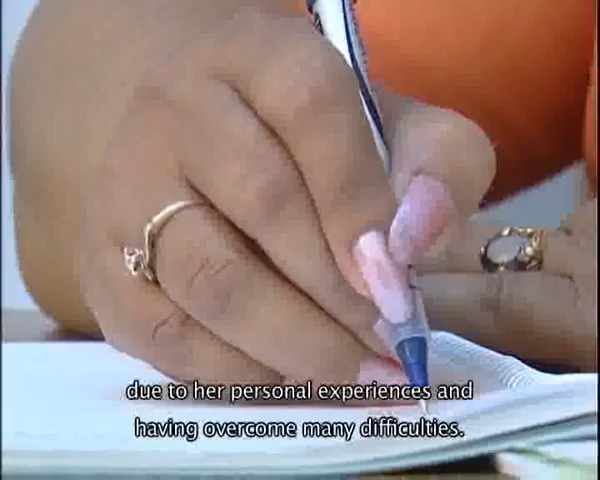 due to her personal experiences and
having overcome many difficulties.